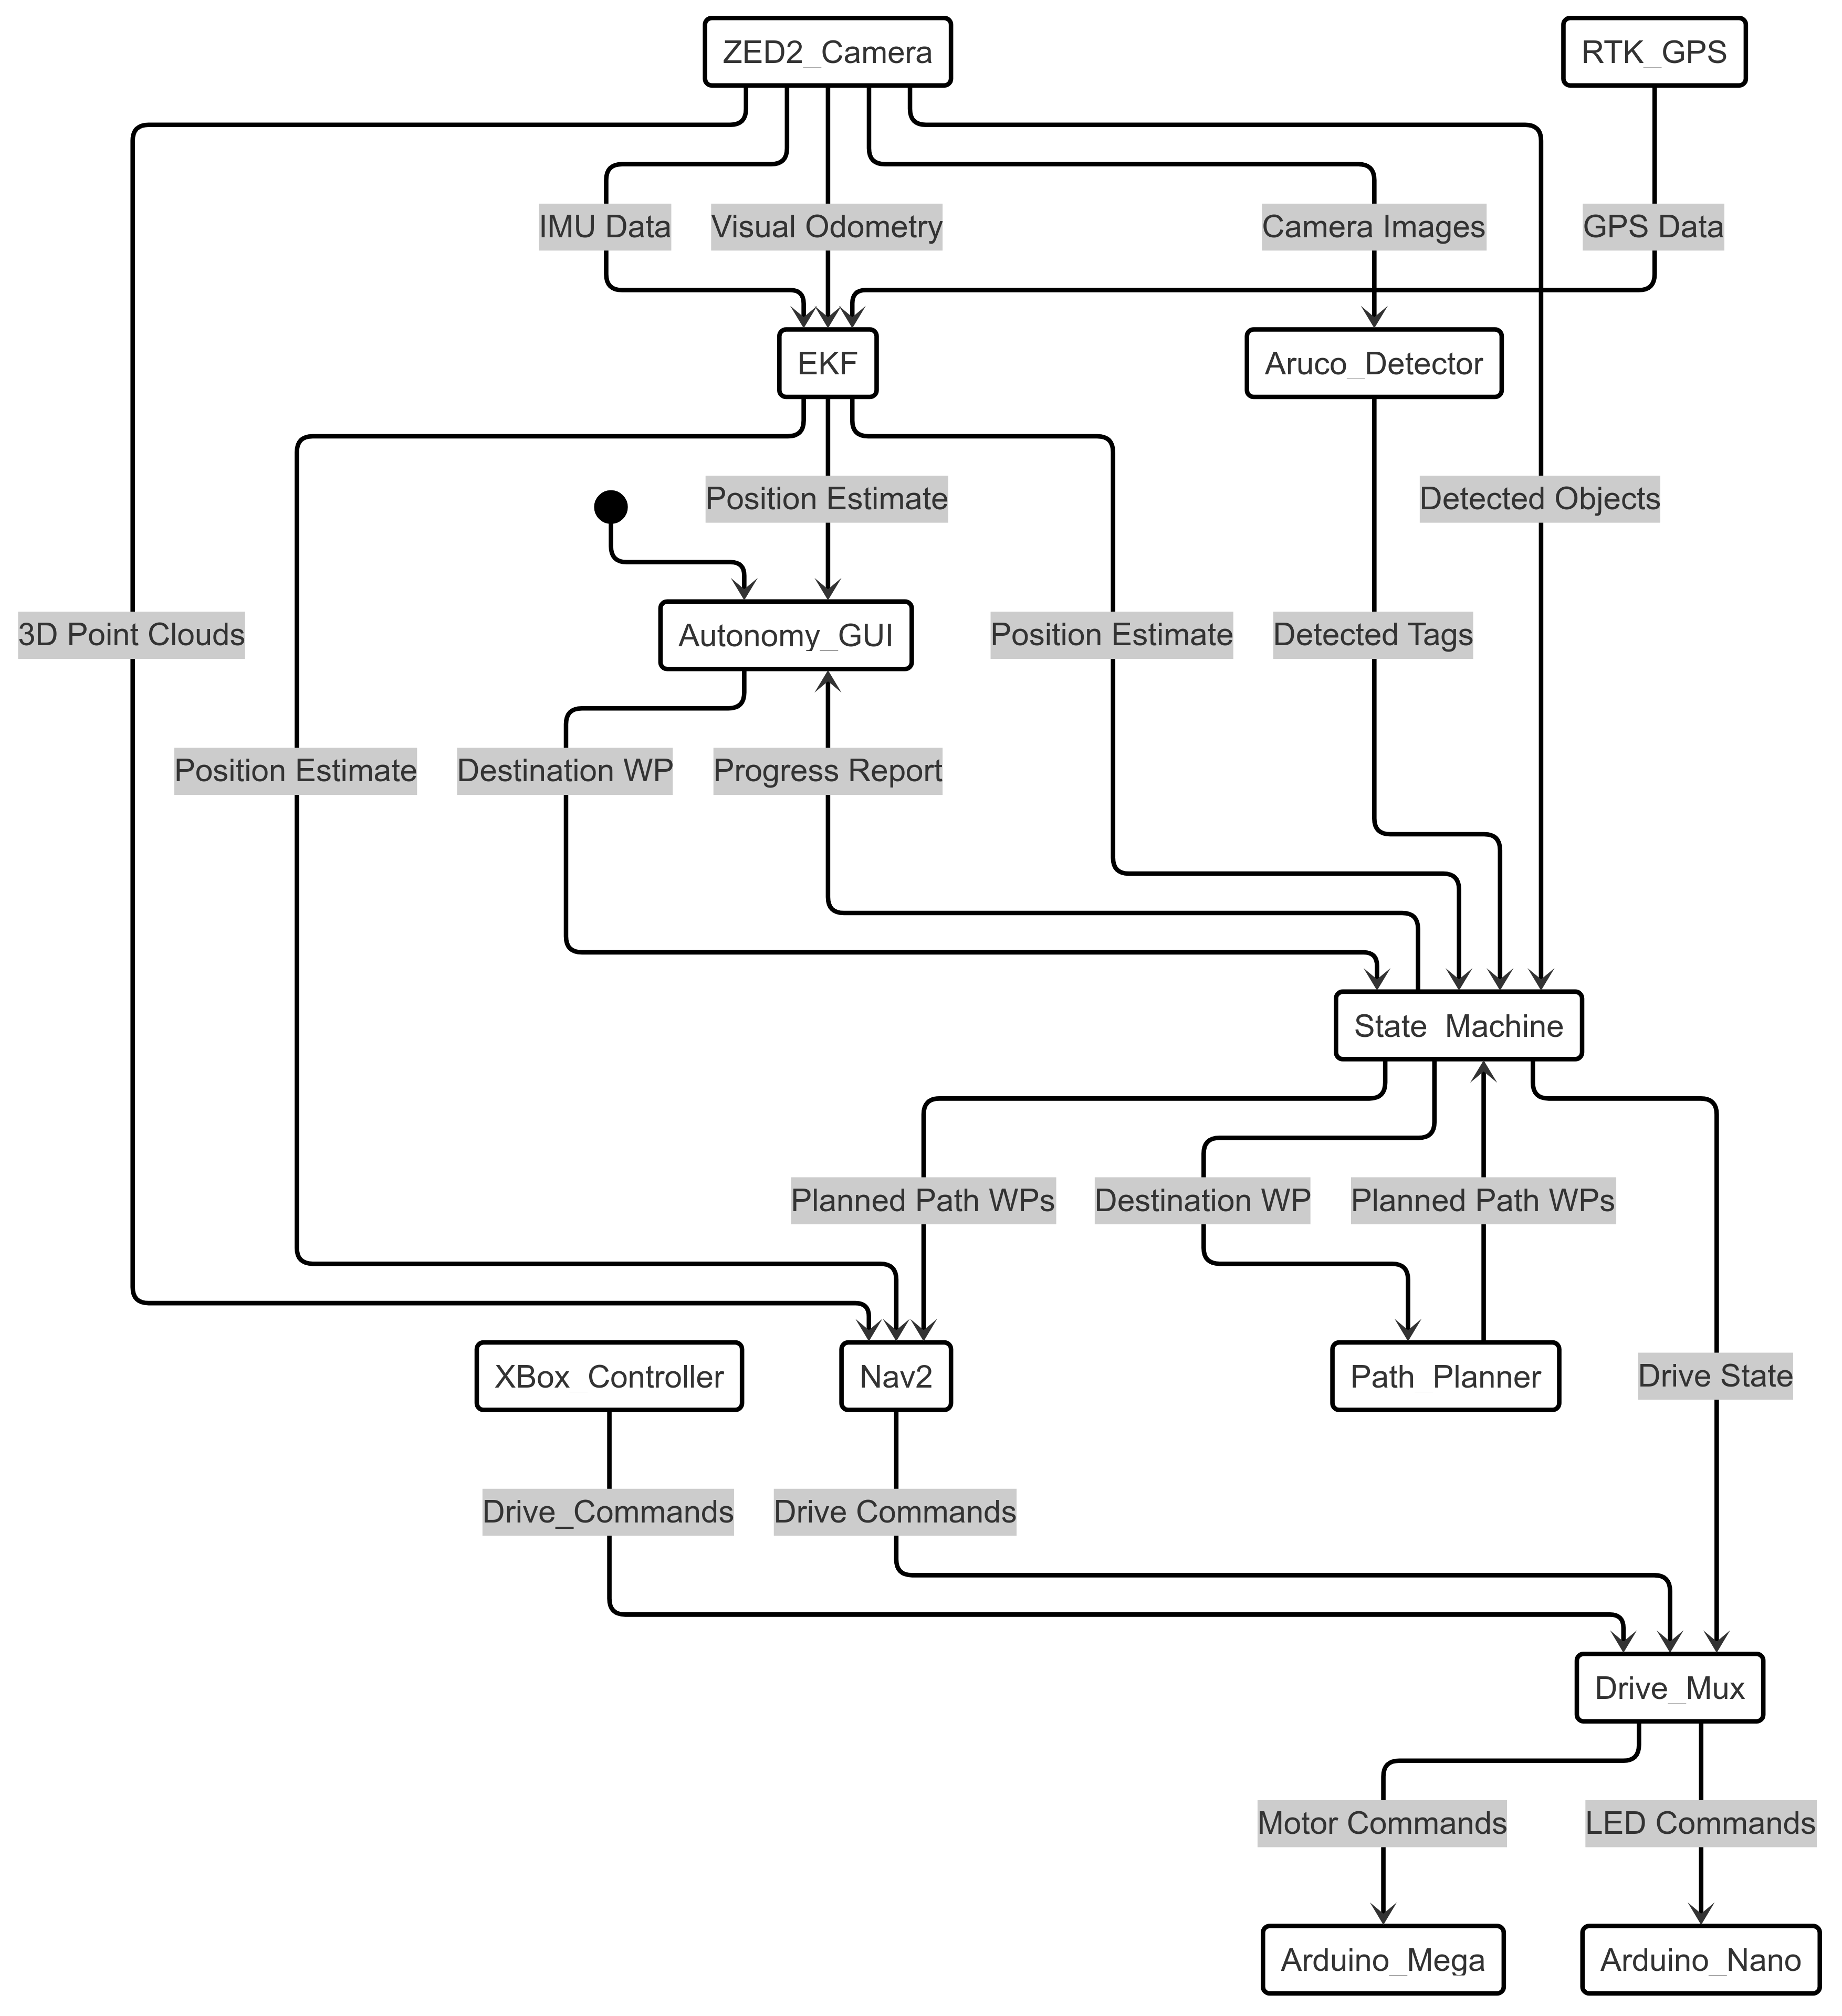 ZED2_Camera
RTK_GPS
IMU Data
Visual Odometry
Camera Images
GPS Data
EKF
Aruco_Detector
Position Estimate
Detected Objects
3D Point Clouds
Autonomy_GUI
Position Estimate
Detected Tags
Position Estimate
Destination WP
Progress Report
State Machine
Planned Path WPs
Destination WP
Planned Path WPs
XBox_Controller
Nav2
Path_Planner
Drive State
Drive_Commands
Drive Commands
Drive_Mux
Motor Commands
LED Commands
Arduino_Mega
Arduino_Nano